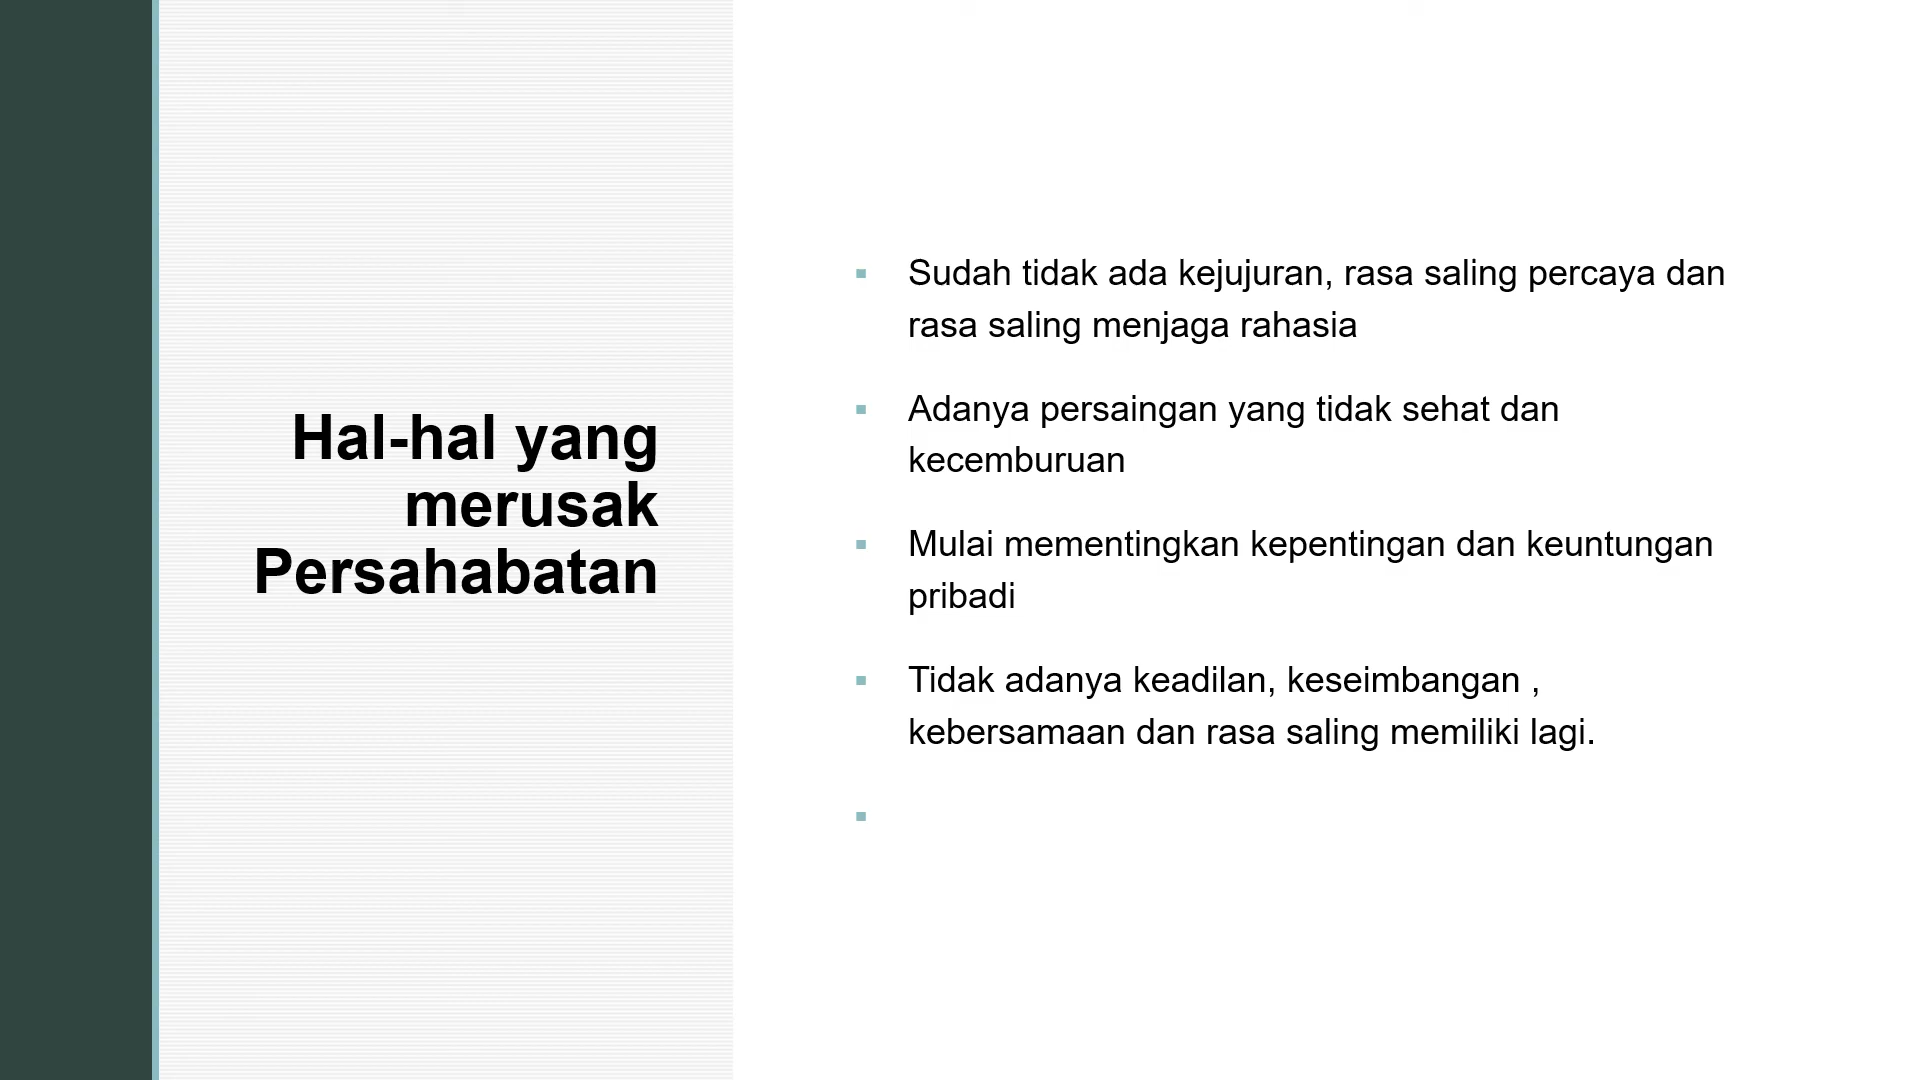 Hal-hal yang
merusak
Persahabatan
Sudah tidak ada kejujuran, rasa saling percaya dan
rasa saling menjaga rahasia
Adanya persaingan yang tidak sehat dan
kecemburuan
Mulai mementingkan kepentingan dan keuntungan
pribadi
Tidak adanya keadilan, keseimbangan ,
kebersamaan dan rasa saling memiliki lagi.